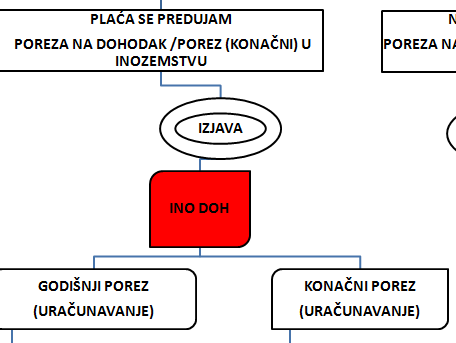 PLAĆA SE PREDUJAM
N
POREZA NA DOHODAK /POREZ (KONAČNI) U
INOZEMSTVU
POREZA NA
IZJAVA
INO DOH
GODIŠNJI POREZ
(URAČUNAVANJE)
KONAČNI POREZ
(URAČUNAVANJE)